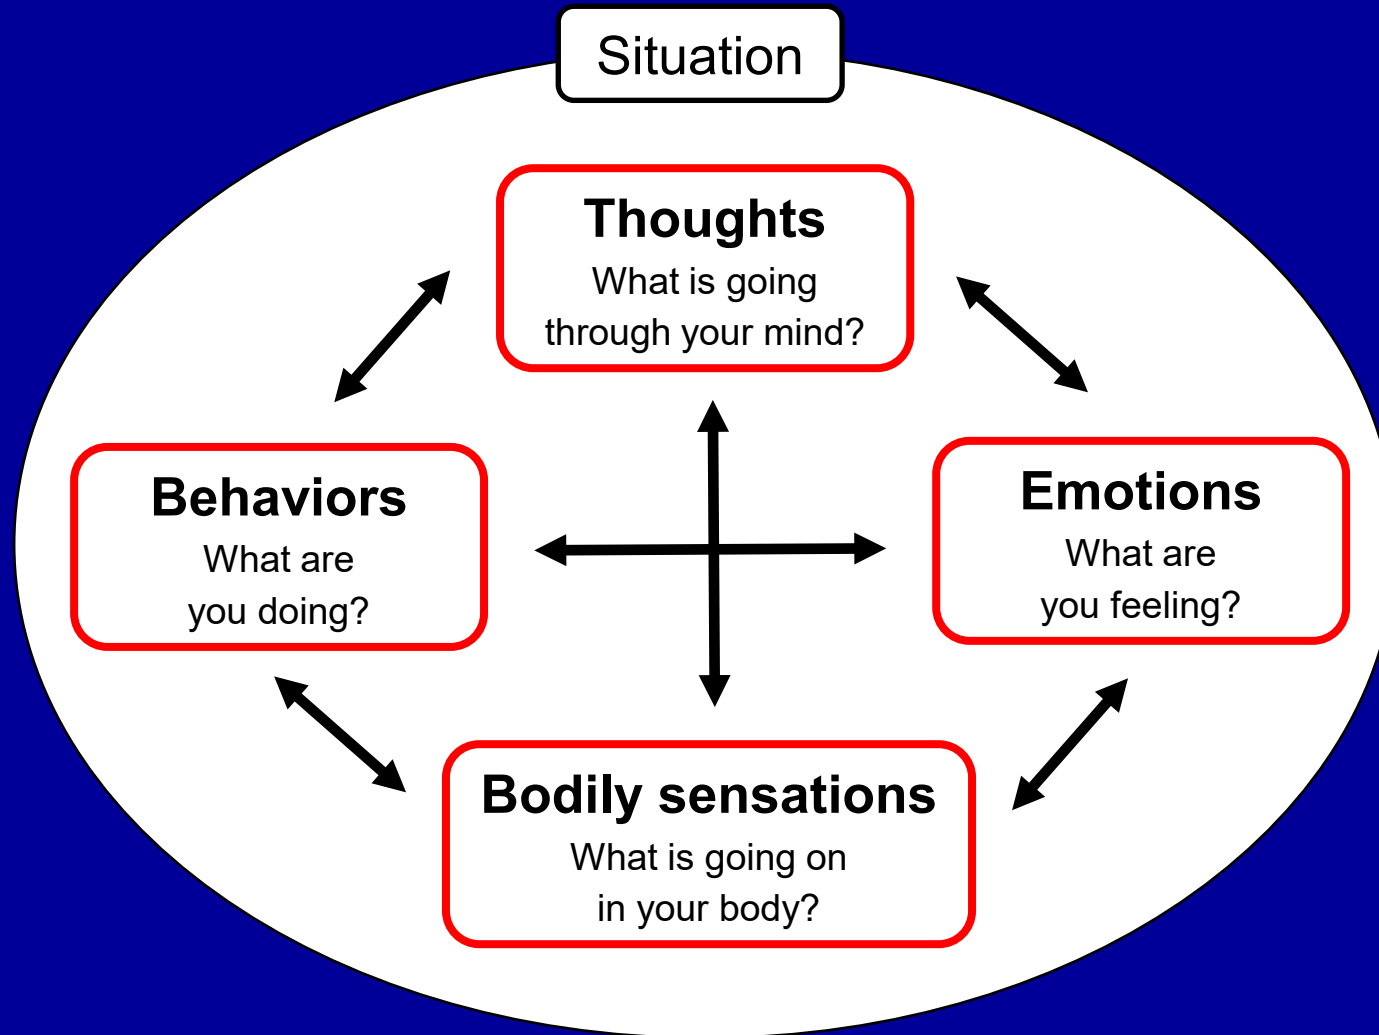 Situation
Thoughts
What is going
through your mind?
Behaviors
What are
you doing?
Emotions
What are
you feeling?
Bodily sensations
What is going on
in your body?